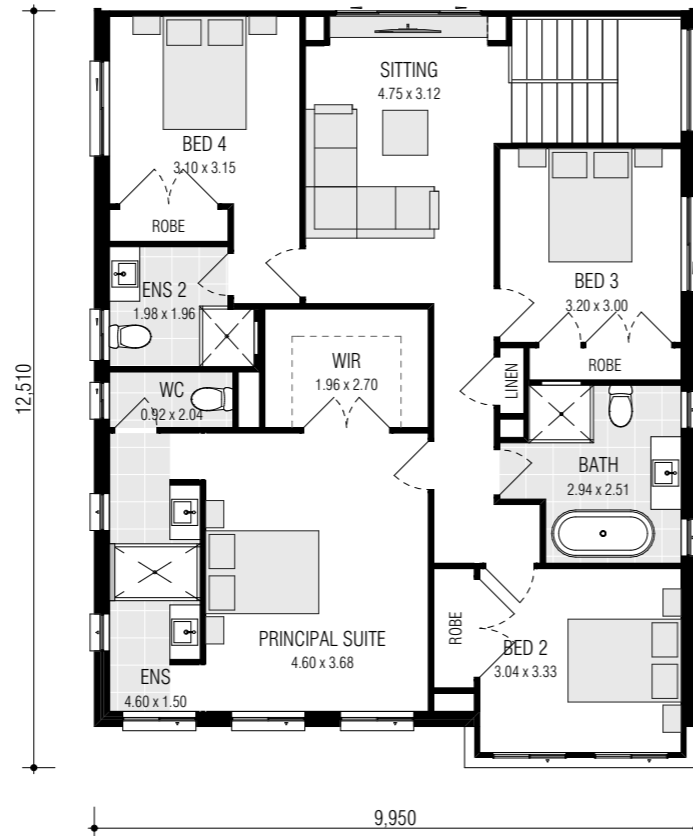 SITTING
4.75 x 3.12
BED 4
3.10 x 3.15
ROBE
ENS 2
1.98 x 1.96
BED 3
3.20 x 3.00
ROBE
WIR
1.96 x 2.70
LINEN
WC
0.92 x 2.04
12,510
BATH
2.94 x 2.51
PRINCIPAL SUITE
4.60 x 3.68
ROBE
BED 2
3.04 x 3.33
ENS
4.60 x 1.50
9,950